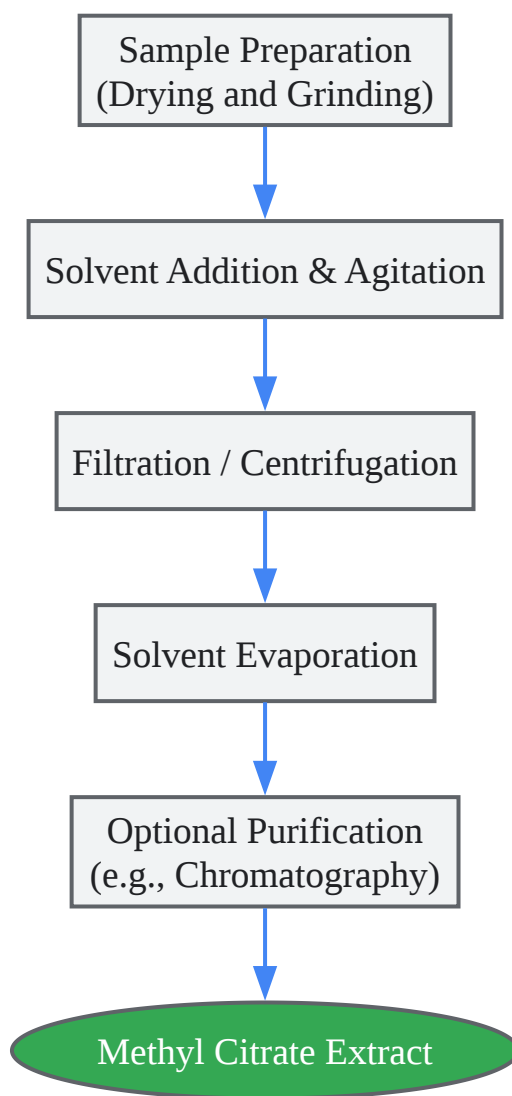 Sample Preparation
(Drying and Grinding)
Solvent Addition & Agitation
Filtration / Centrifugation
Solvent Evaporation
Optional Purification
(e.g., Chromatography)
Methyl Citrate Extract